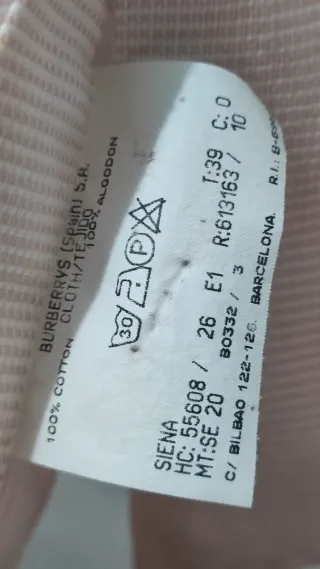 BURBERRYS (Spain) S.A.
CLOTH/TEJIDO
100% COTTON 100% ALGODON
30 P
SIENA T:39 C: 0
HC: 55608 / 26 E1 R:613163 / 10
MT:SE 20 B0332 / 3
C/ BILBAO 122-126. BARCELONA. R.I.: B-